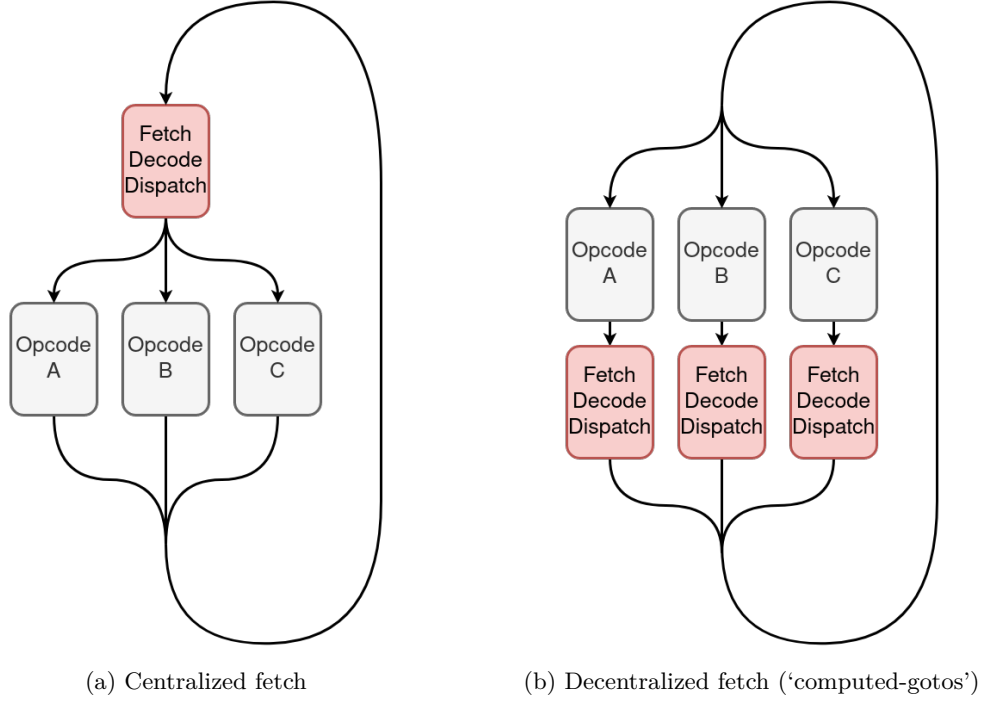 Fetch
Decode
Dispatch
Opcode
A
Opcode
B
Opcode
C
(a) Centralized fetch
Opcode
A
Opcode
B
Opcode
C
Fetch
Decode
Dispatch
Fetch
Decode
Dispatch
Fetch
Decode
Dispatch
(b) Decentralized fetch (‘computed-gotos’)